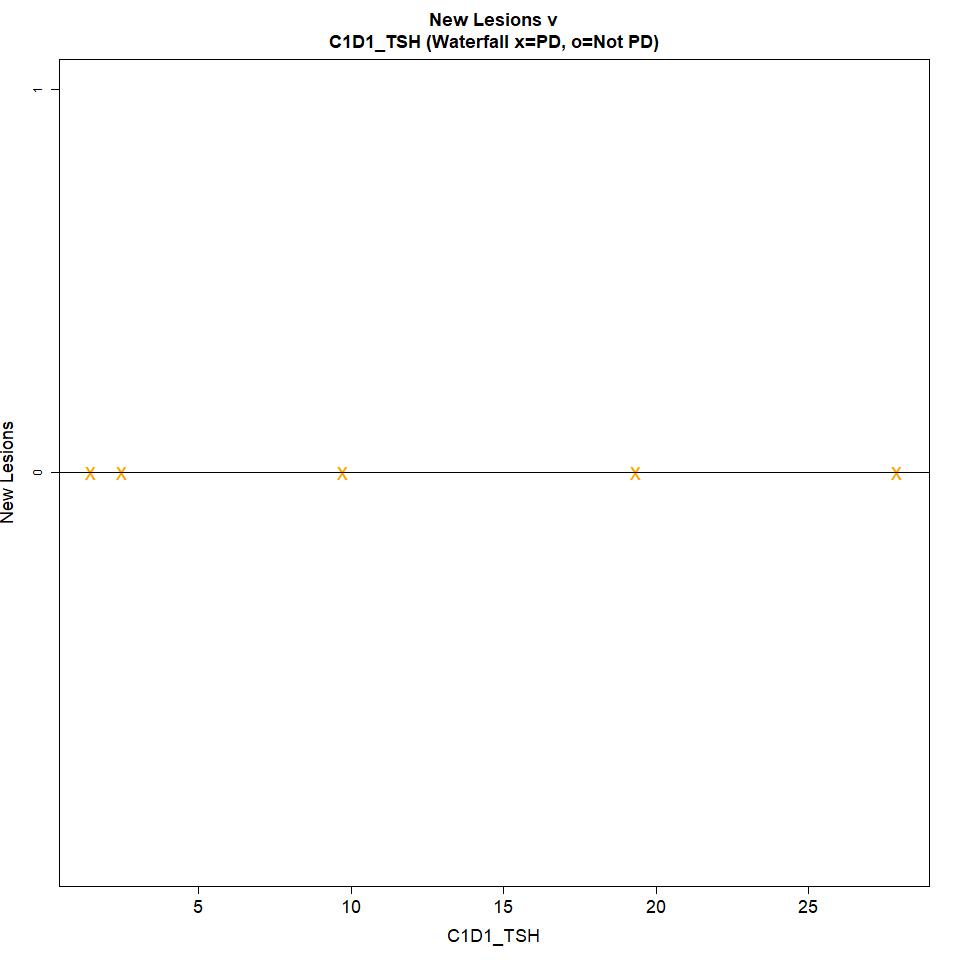 New Lesions v
C1D1_TSH (Waterfall x=PD, o=Not PD)
1
New Lesions
0
x x x x x
5 10 15 20 25
C1D1_TSH